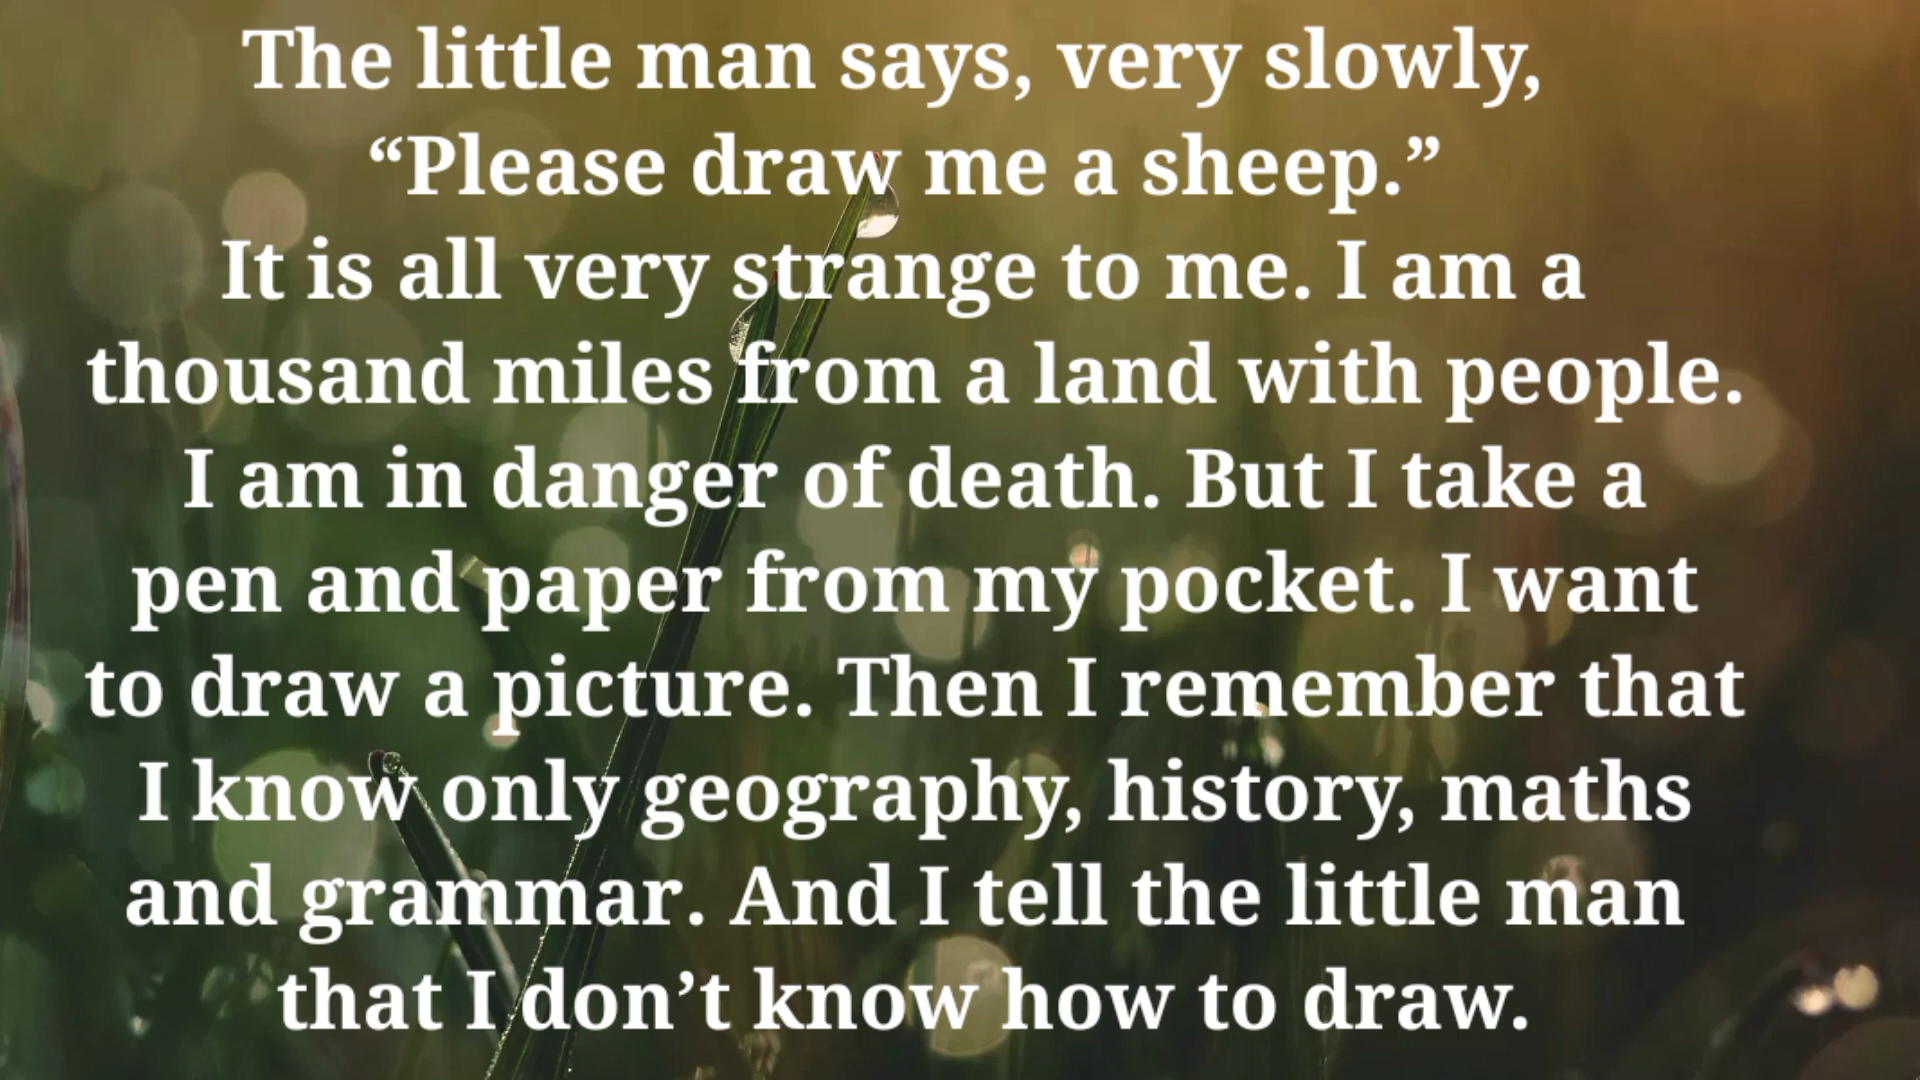 The little man says, very slowly,
“Please draw me a sheep.”
It is all very strange to me. I am a
thousand miles from a land with people.
I am in danger of death. But I take a
pen and paper from my pocket. I want
to draw a picture. Then I remember that
I know only geography, history, maths
and grammar. And I tell the little man
that I don’t know how to draw.